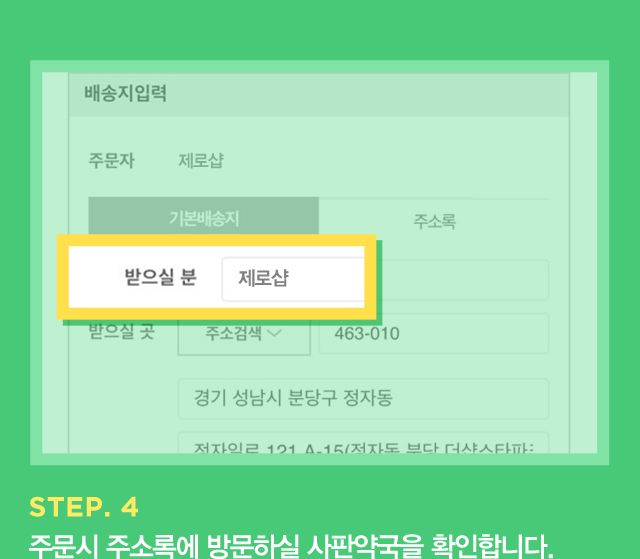 배송지입력
주문자 제로샵
기본배송지 주소록
받으실 분 제로샵
받으실 곳 주소검색 463-010
경기 성남시 분당구 정자동
정자일로 121 A-15(정자동 분당 더샵스타파크
STEP. 4
주문시 주소록에 방문하실 사판약국을 확인합니다.